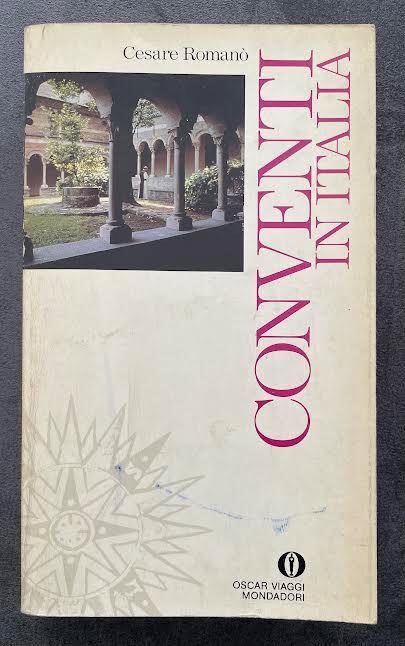 Cesare Romanò
CONVENTI
IN ITALIA
OSCAR VIAGGI
MONDADORI